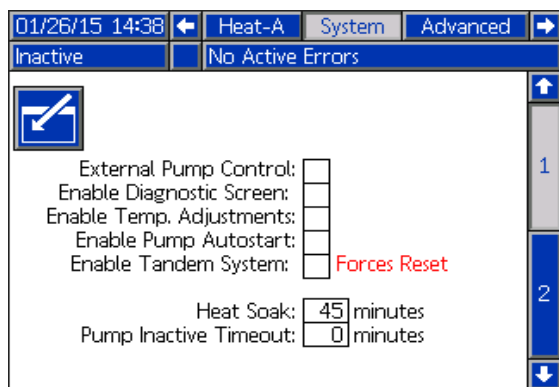 01/26/15 14:38 Heat-A System Advanced
Inactive No Active Errors
External Pump Control:
1
Enable Diagnostic Screen:
Enable Temp. Adjustments:
Enable Pump Autostart:
Enable Tandem System: Forces Reset
2
Heat Soak: 45 minutes
Pump Inactive Timeout: 0 minutes